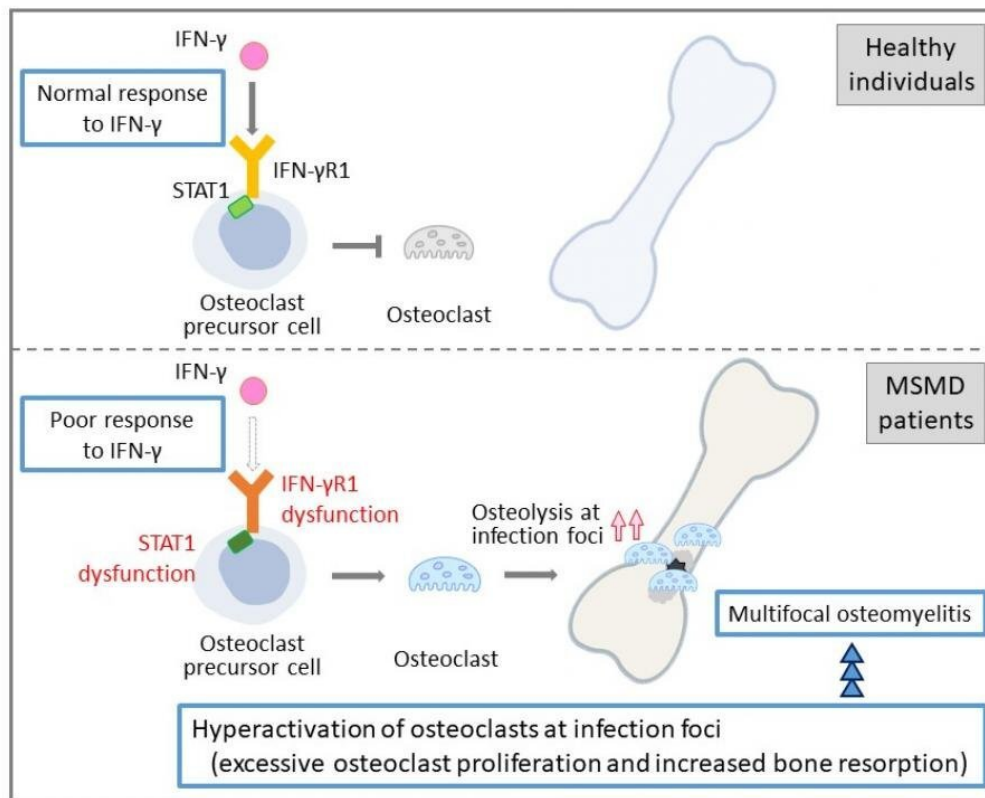 IFN-γ
Healthy
individuals
Normal response
to IFN-γ
IFN-γR1
STAT1
Osteoclast
precursor cell
Osteoclast
IFN-γ
MSMD
patients
Poor response
to IFN-γ
IFN-γR1
dysfunction
STAT1
dysfunction
Osteolysis at
infection foci
Osteoclast
precursor cell
Osteoclast
Multifocal osteomyelitis
Hyperactivation of osteoclasts at infection foci
(excessive osteoclast proliferation and increased bone resorption)